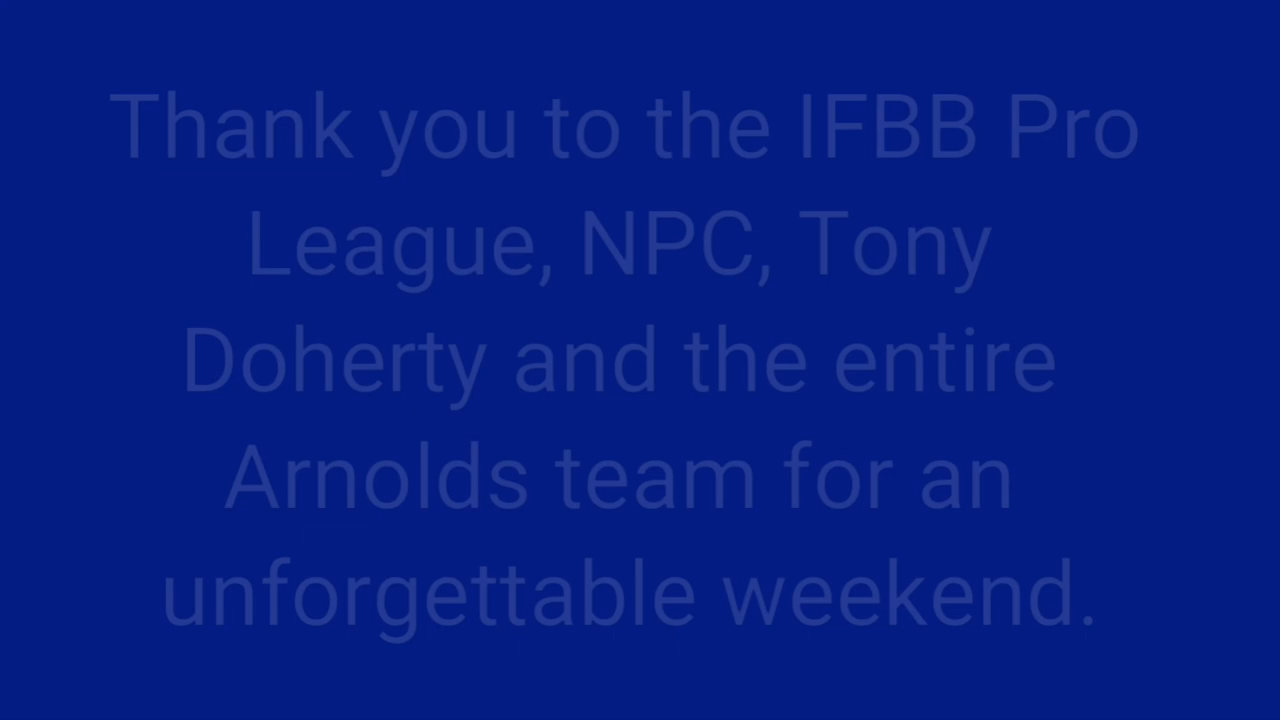 Thank you to the IFBB Pro
League, NPC, Tony
Doherty and the entire
Arnolds team for an
unforgettable weekend.